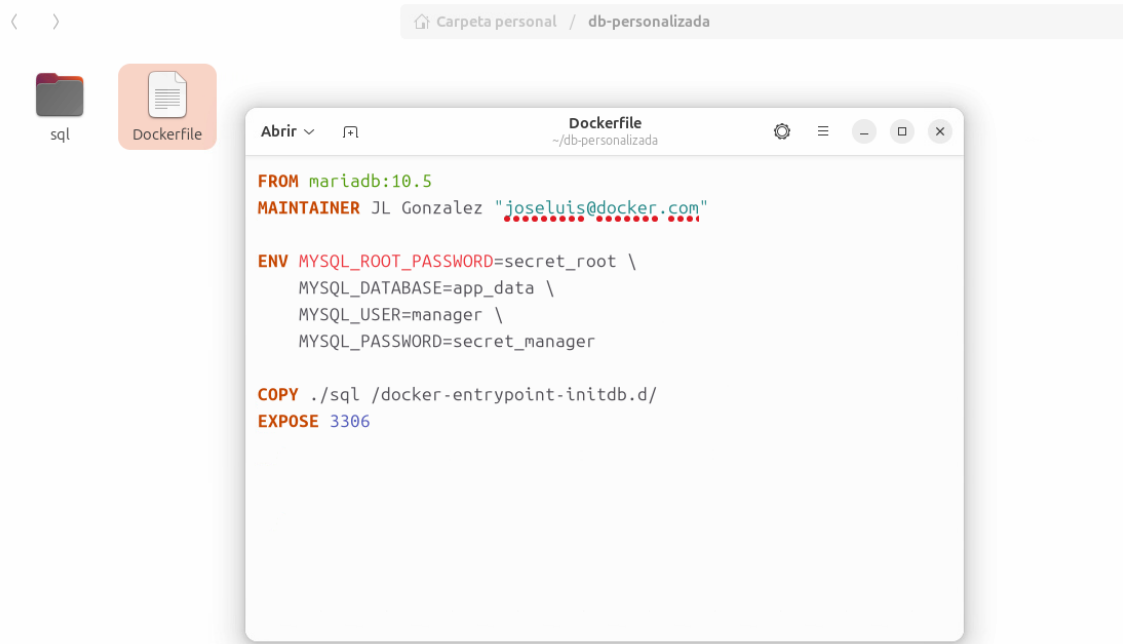 Carpeta personal / db-personalizada
sql
Dockerfile
Abrir
Dockerfile
~/db-personalizada
FROM mariadb:10.5
MAINTAINER JL Gonzalez "joseluis@docker.com"
ENV MYSQL_ROOT_PASSWORD=secret_root \
MYSQL_DATABASE=app_data \
MYSQL_USER=manager \
MYSQL_PASSWORD=secret_manager
COPY ./sql /docker-entrypoint-initdb.d/
EXPOSE 3306